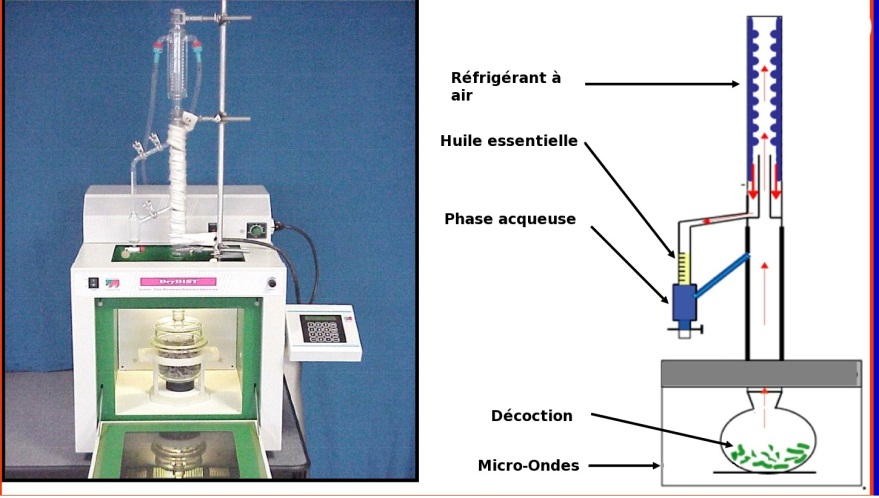 DryDIST
Réfrigérant à
air
Huile essentielle
Phase acqueuse
Décoction
Micro-Ondes